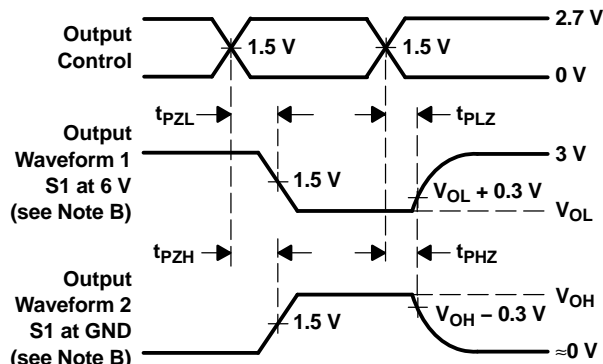 2.7 V
Output
Control
1.5 V
1.5 V
0 V
tPZL
tPLZ
Output
Waveform 1
S1 at 6 V
(see Note B)
3 V
1.5 V
VOL + 0.3 V
VOL
tPZH
tPHZ
Output
Waveform 2
S1 at GND
(see Note B)
VOH
1.5 V
VOH − 0.3 V
≈0 V